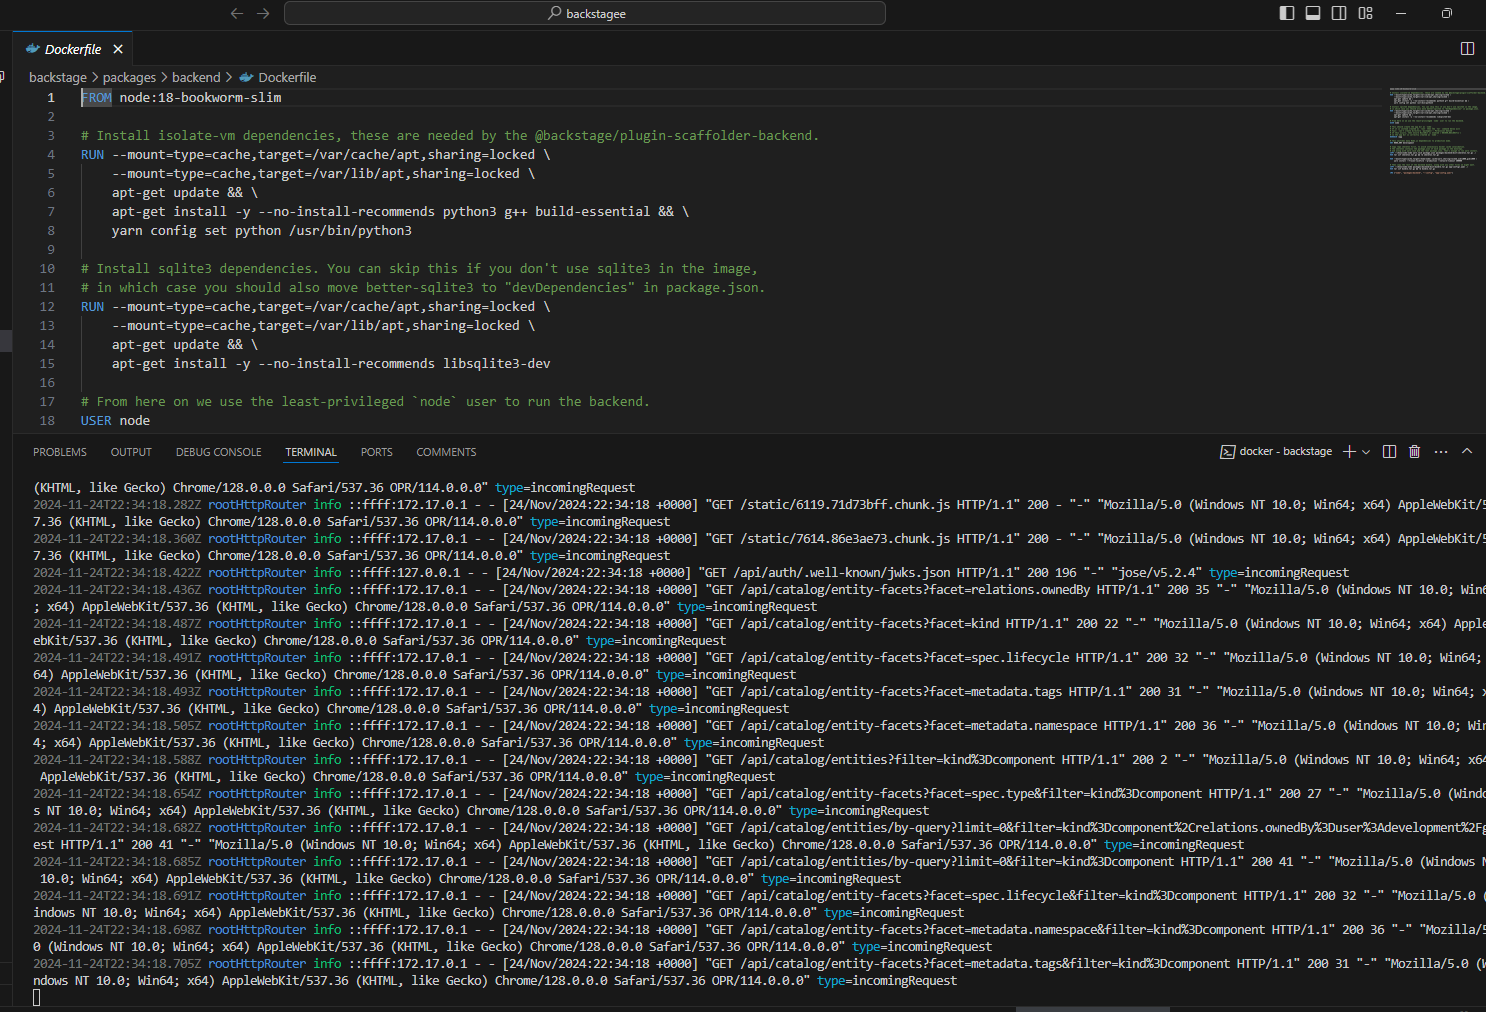 backstagee
Dockerfile
backstage > packages > backend > Dockerfile
1 FROM node:18-bookworm-slim
2
3 # Install isolate-vm dependencies, these are needed by the @backstage/plugin-scaffolder-backend.
4 RUN --mount=type=cache,target=/var/cache/apt,sharing=locked \
5 --mount=type=cache,target=/var/lib/apt,sharing=locked \
6 apt-get update && \
7 apt-get install -y --no-install-recommends python3 g++ build-essential && \
8 yarn config set python /usr/bin/python3
9
10 # Install sqlite3 dependencies. You can skip this if you don't use sqlite3 in the image,
11 # in which case you should also move better-sqlite3 to "devDependencies" in package.json.
12 RUN --mount=type=cache,target=/var/cache/apt,sharing=locked \
13 --mount=type=cache,target=/var/lib/apt,sharing=locked \
14 apt-get update && \
15 apt-get install -y --no-install-recommends libsqlite3-dev
16
17 # From here on we use the least-privileged `node` user to run the backend.
18 USER node
PROBLEMS OUTPUT DEBUG CONSOLE TERMINAL PORTS COMMENTS docker - backstage
(KHTML, like Gecko) Chrome/128.0.0.0 Safari/537.36 OPR/114.0.0.0" type=incomingRequest
2024-11-24T22:34:18.282Z rootHttpRouter info ::ffff:172.17.0.1 - - [24/Nov/2024:22:34:18 +0000] "GET /static/6119.71d73bff.chunk.js HTTP/1.1" 200 - "-" "Mozilla/5.0 (Windows NT 10.0; Win64; x64) AppleWebKit/5
7.36 (KHTML, like Gecko) Chrome/128.0.0.0 Safari/537.36 OPR/114.0.0.0" type=incomingRequest
2024-11-24T22:34:18.360Z rootHttpRouter info ::ffff:172.17.0.1 - - [24/Nov/2024:22:34:18 +0000] "GET /static/7614.86e3ae73.chunk.js HTTP/1.1" 200 - "-" "Mozilla/5.0 (Windows NT 10.0; Win64; x64) AppleWebKit/5
7.36 (KHTML, like Gecko) Chrome/128.0.0.0 Safari/537.36 OPR/114.0.0.0" type=incomingRequest
2024-11-24T22:34:18.422Z rootHttpRouter info ::ffff:127.0.0.1 - - [24/Nov/2024:22:34:18 +0000] "GET /api/auth/.well-known/jwks.json HTTP/1.1" 200 196 "-" "jose/v5.2.4" type=incomingRequest
2024-11-24T22:34:18.436Z rootHttpRouter info ::ffff:172.17.0.1 - - [24/Nov/2024:22:34:18 +0000] "GET /api/catalog/entity-facets?facet=relations.ownedBy HTTP/1.1" 200 35 "-" "Mozilla/5.0 (Windows NT 10.0; Win6
; x64) AppleWebKit/537.36 (KHTML, like Gecko) Chrome/128.0.0.0 Safari/537.36 OPR/114.0.0.0" type=incomingRequest
2024-11-24T22:34:18.487Z rootHttpRouter info ::ffff:172.17.0.1 - - [24/Nov/2024:22:34:18 +0000] "GET /api/catalog/entity-facets?facet=kind HTTP/1.1" 200 22 "-" "Mozilla/5.0 (Windows NT 10.0; Win64; x64) Apple
ebKit/537.36 (KHTML, like Gecko) Chrome/128.0.0.0 Safari/537.36 OPR/114.0.0.0" type=incomingRequest
2024-11-24T22:34:18.491Z rootHttpRouter info ::ffff:172.17.0.1 - - [24/Nov/2024:22:34:18 +0000] "GET /api/catalog/entity-facets?facet=spec.lifecycle HTTP/1.1" 200 32 "-" "Mozilla/5.0 (Windows NT 10.0; Win64;
64) AppleWebKit/537.36 (KHTML, like Gecko) Chrome/128.0.0.0 Safari/537.36 OPR/114.0.0.0" type=incomingRequest
2024-11-24T22:34:18.493Z rootHttpRouter info ::ffff:172.17.0.1 - - [24/Nov/2024:22:34:18 +0000] "GET /api/catalog/entity-facets?facet=metadata.tags HTTP/1.1" 200 31 "-" "Mozilla/5.0 (Windows NT 10.0; Win64; x
4) AppleWebKit/537.36 (KHTML, like Gecko) Chrome/128.0.0.0 Safari/537.36 OPR/114.0.0.0" type=incomingRequest
2024-11-24T22:34:18.505Z rootHttpRouter info ::ffff:172.17.0.1 - - [24/Nov/2024:22:34:18 +0000] "GET /api/catalog/entity-facets?facet=metadata.namespace HTTP/1.1" 200 36 "-" "Mozilla/5.0 (Windows NT 10.0; Win
4; x64) AppleWebKit/537.36 (KHTML, like Gecko) Chrome/128.0.0.0 Safari/537.36 OPR/114.0.0.0" type=incomingRequest
2024-11-24T22:34:18.588Z rootHttpRouter info ::ffff:172.17.0.1 - - [24/Nov/2024:22:34:18 +0000] "GET /api/catalog/entities?filter=kind%3Dcomponent HTTP/1.1" 200 2 "-" "Mozilla/5.0 (Windows NT 10.0; Win64; x64
AppleWebKit/537.36 (KHTML, like Gecko) Chrome/128.0.0.0 Safari/537.36 OPR/114.0.0.0" type=incomingRequest
2024-11-24T22:34:18.654Z rootHttpRouter info ::ffff:172.17.0.1 - - [24/Nov/2024:22:34:18 +0000] "GET /api/catalog/entity-facets?facet=spec.type&filter=kind%3Dcomponent HTTP/1.1" 200 27 "-" "Mozilla/5.0 (Windo
s NT 10.0; Win64; x64) AppleWebKit/537.36 (KHTML, like Gecko) Chrome/128.0.0.0 Safari/537.36 OPR/114.0.0.0" type=incomingRequest
2024-11-24T22:34:18.682Z rootHttpRouter info ::ffff:172.17.0.1 - - [24/Nov/2024:22:34:18 +0000] "GET /api/catalog/entities/by-query?limit=0&filter=kind%3Dcomponent%2Crelations.ownedBy%3Duser%3Adevelopment%2Fg
est HTTP/1.1" 200 41 "-" "Mozilla/5.0 (Windows NT 10.0; Win64; x64) AppleWebKit/537.36 (KHTML, like Gecko) Chrome/128.0.0.0 Safari/537.36 OPR/114.0.0.0" type=incomingRequest
2024-11-24T22:34:18.685Z rootHttpRouter info ::ffff:172.17.0.1 - - [24/Nov/2024:22:34:18 +0000] "GET /api/catalog/entities/by-query?limit=0&filter=kind%3Dcomponent HTTP/1.1" 200 41 "-" "Mozilla/5.0 (Windows N
10.0; Win64; x64) AppleWebKit/537.36 (KHTML, like Gecko) Chrome/128.0.0.0 Safari/537.36 OPR/114.0.0.0" type=incomingRequest
2024-11-24T22:34:18.691Z rootHttpRouter info ::ffff:172.17.0.1 - - [24/Nov/2024:22:34:18 +0000] "GET /api/catalog/entity-facets?facet=spec.lifecycle&filter=kind%3Dcomponent HTTP/1.1" 200 32 "-" "Mozilla/5.0 (
indows NT 10.0; Win64; x64) AppleWebKit/537.36 (KHTML, like Gecko) Chrome/128.0.0.0 Safari/537.36 OPR/114.0.0.0" type=incomingRequest
2024-11-24T22:34:18.698Z rootHttpRouter info ::ffff:172.17.0.1 - - [24/Nov/2024:22:34:18 +0000] "GET /api/catalog/entity-facets?facet=metadata.namespace&filter=kind%3Dcomponent HTTP/1.1" 200 36 "-" "Mozilla/5
0 (Windows NT 10.0; Win64; x64) AppleWebKit/537.36 (KHTML, like Gecko) Chrome/128.0.0.0 Safari/537.36 OPR/114.0.0.0" type=incomingRequest
2024-11-24T22:34:18.705Z rootHttpRouter info ::ffff:172.17.0.1 - - [24/Nov/2024:22:34:18 +0000] "GET /api/catalog/entity-facets?facet=metadata.tags&filter=kind%3Dcomponent HTTP/1.1" 200 31 "-" "Mozilla/5.0 (W
ndows NT 10.0; Win64; x64) AppleWebKit/537.36 (KHTML, like Gecko) Chrome/128.0.0.0 Safari/537.36 OPR/114.0.0.0" type=incomingRequest